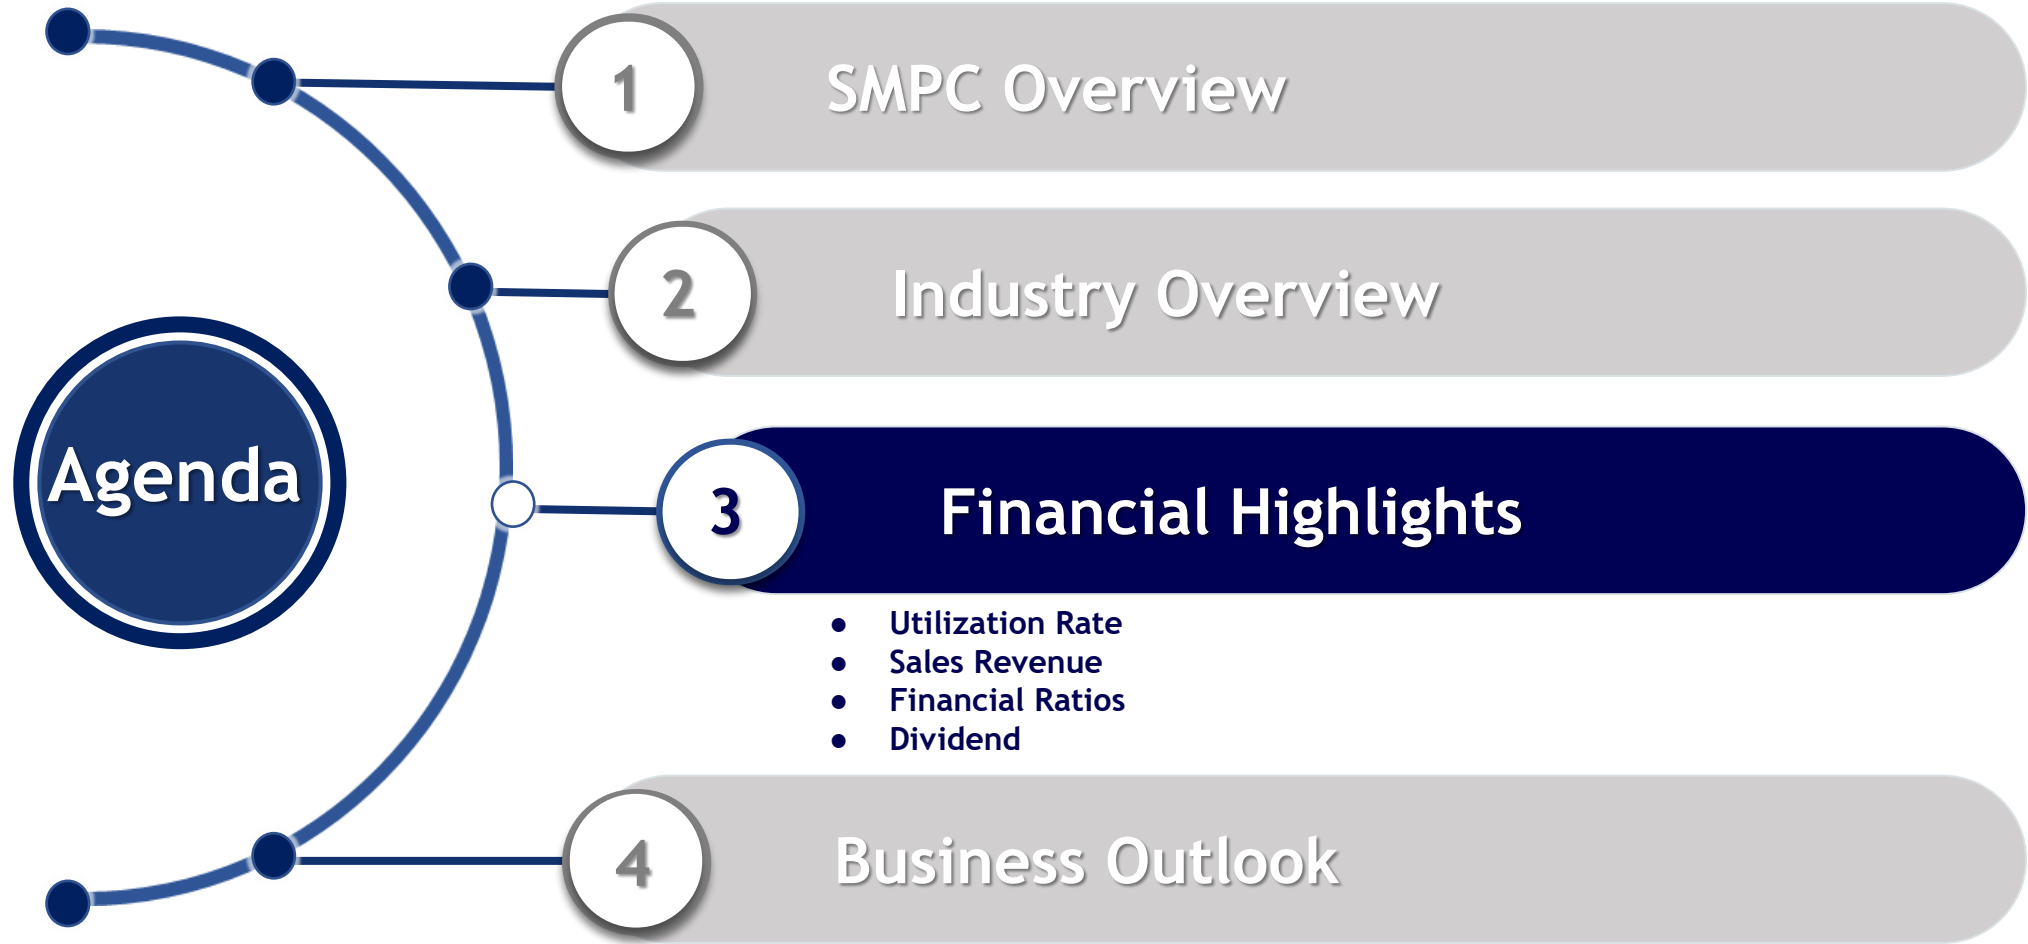 Agenda
1
SMPC Overview
2
Industry Overview
3
Financial Highlights
● Utilization Rate
● Sales Revenue
● Financial Ratios
● Dividend
4
Business Outlook